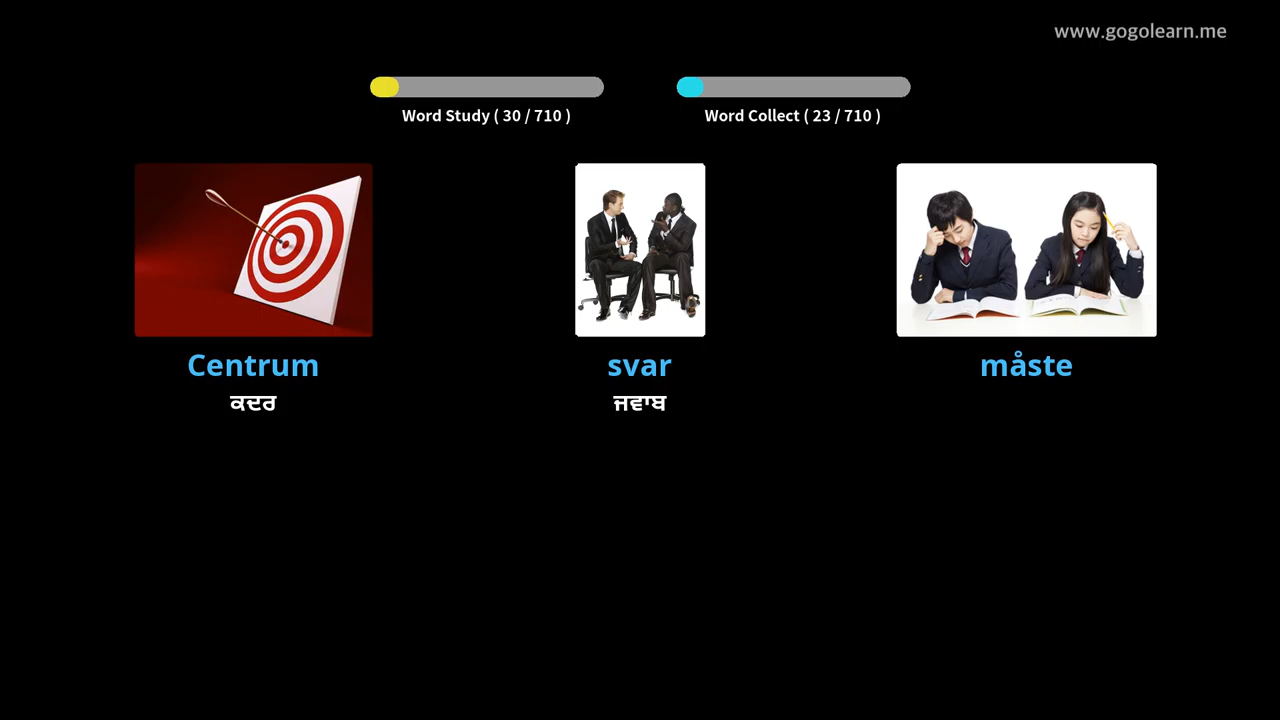 www.gogolearn.me
Word Study ( 30 / 710 )
Word Collect ( 23 / 710 )
Centrum
svar
måste
ਕਦਰ
ਜਵਾਬ